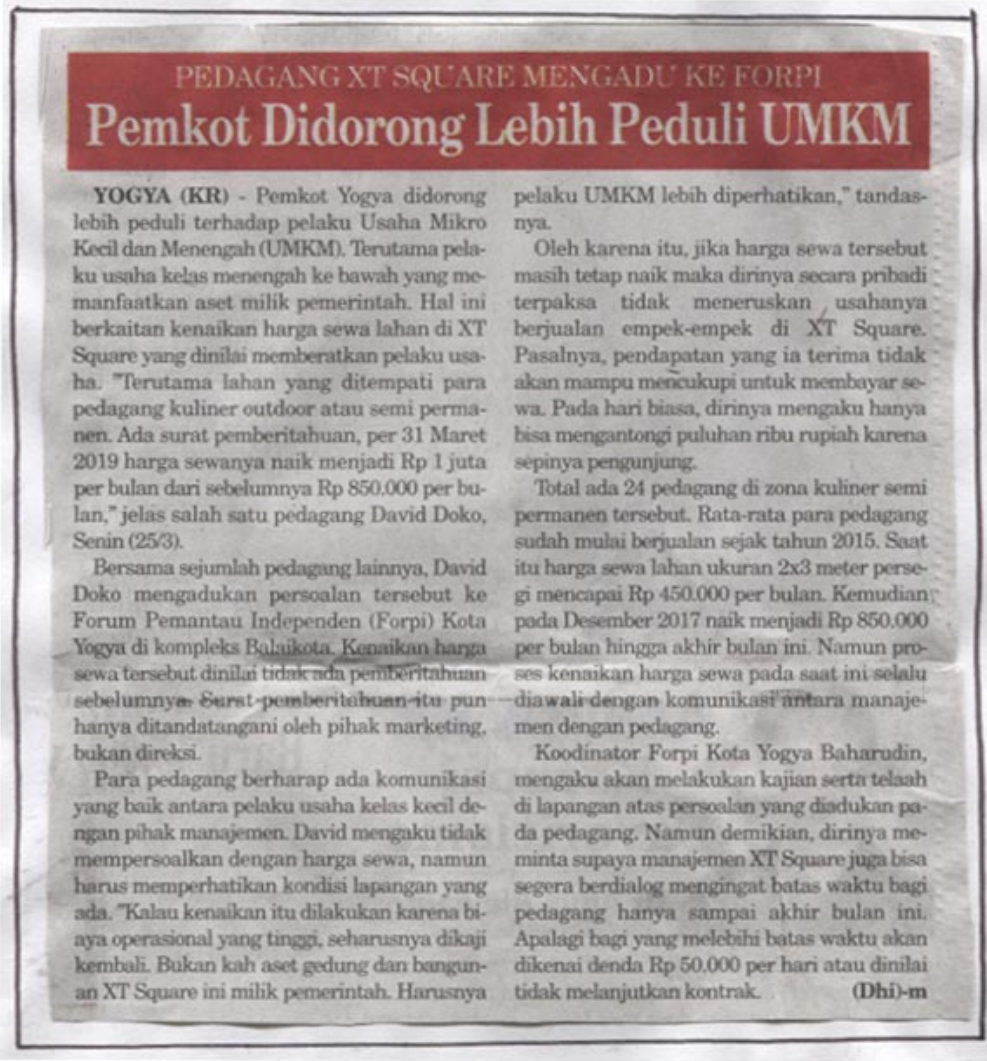 PEDAGANG XT SQUARE MENGADU KE FORPI
Pemkot Didorong Lebih Peduli UMKM
YOGYA (KR) - Pemkot Yogya didorong
lebih peduli terhadap pelaku Usaha Mikro
Kecil dan Menengah (UMKM). Terutama pela-
ku usaha kelas menengah ke bawah yang me-
manfaatkan aset milik pemerintah. Hal ini
berkaitan kenaikan harga sewa lahan di XT
Square yang dinilai memberatkan pelaku usa-
ha. "Terutama lahan yang ditempati para
pedagang kuliner outdoor atau semi perma-
nen. Ada surat pemberitahuan, per 31 Maret
2019 harga sewanya naik menjadi Rp 1 juta
per bulan dari sebelumnya Rp 850.000 per bu-
lan," jelas salah satu pedagang David Doko,
Senin (25/3).
Bersama sejumlah pedagang lainnya, David
Doko mengadukan persoalan tersebut ke
Forum Pemantau Independen (Forpi) Kota
Yogya di kompleks Balaikota. Kenaikan harga
sewa tersebut dinilai tidak ada pemberitahuan
sebelumnya. Surat pemberitahuan itu pun
hanya ditandatangani oleh pihak marketing,
bukan direksi.
Para pedagang berharap ada komunikasi
yang baik antara pelaku usaha kelas kecil de-
ngan pihak manajemen. David mengaku tidak
mempersoalkan dengan harga sewa, namun
harus memperhatikan kondisi lapangan yang
ada. "Kalau kenaikan itu dilakukan karena bi-
aya operasional yang tinggi, seharusnya dikaji
kembali. Bukan kah aset gedung dan bangun-
an XT Square ini milik pemerintah. Harusnya
pelaku UMKM lebih diperhatikan," tandas-
nya.
Oleh karena itu, jika harga sewa tersebut
masih tetap naik maka dirinya secara pribadi
terpaksa tidak meneruskan usahanya
berjualan empek-empek di XT Square.
Pasalnya, pendapatan yang ia terima tidak
akan mampu mencukupi untuk membayar se-
wa. Pada hari biasa, dirinya mengaku hanya
bisa mengantongi puluhan ribu rupiah karena
sepinya pengunjung.
Total ada 24 pedagang di zona kuliner semi
permanen tersebut. Rata-rata para pedagang
sudah mulai berjualan sejak tahun 2015. Saat
itu harga sewa lahan ukuran 2x3 meter perse-
gi mencapai Rp 450.000 per bulan. Kemudian
pada Desember 2017 naik menjadi Rp 850.000
per bulan hingga akhir bulan ini. Namun pro-
ses kenaikan harga sewa pada saat ini selalu
diawali dengan komunikasi antara manaje-
men dengan pedagang.
Koodinator Forpi Kota Yogya Baharudin,
mengaku akan melakukan kajian serta telaah
di lapangan atas persoalan yang diadukan pa-
da pedagang. Namun demikian, dirinya me-
minta supaya manajemen XT Square juga bisa
segera berdialog mengingat batas waktu bagi
pedagang hanya sampai akhir bulan ini.
Apalagi bagi yang melebihi batas waktu akan
dikenai denda Rp 50.000 per hari atau dinilai
tidak melanjutkan kontrak. (Dhi)-m